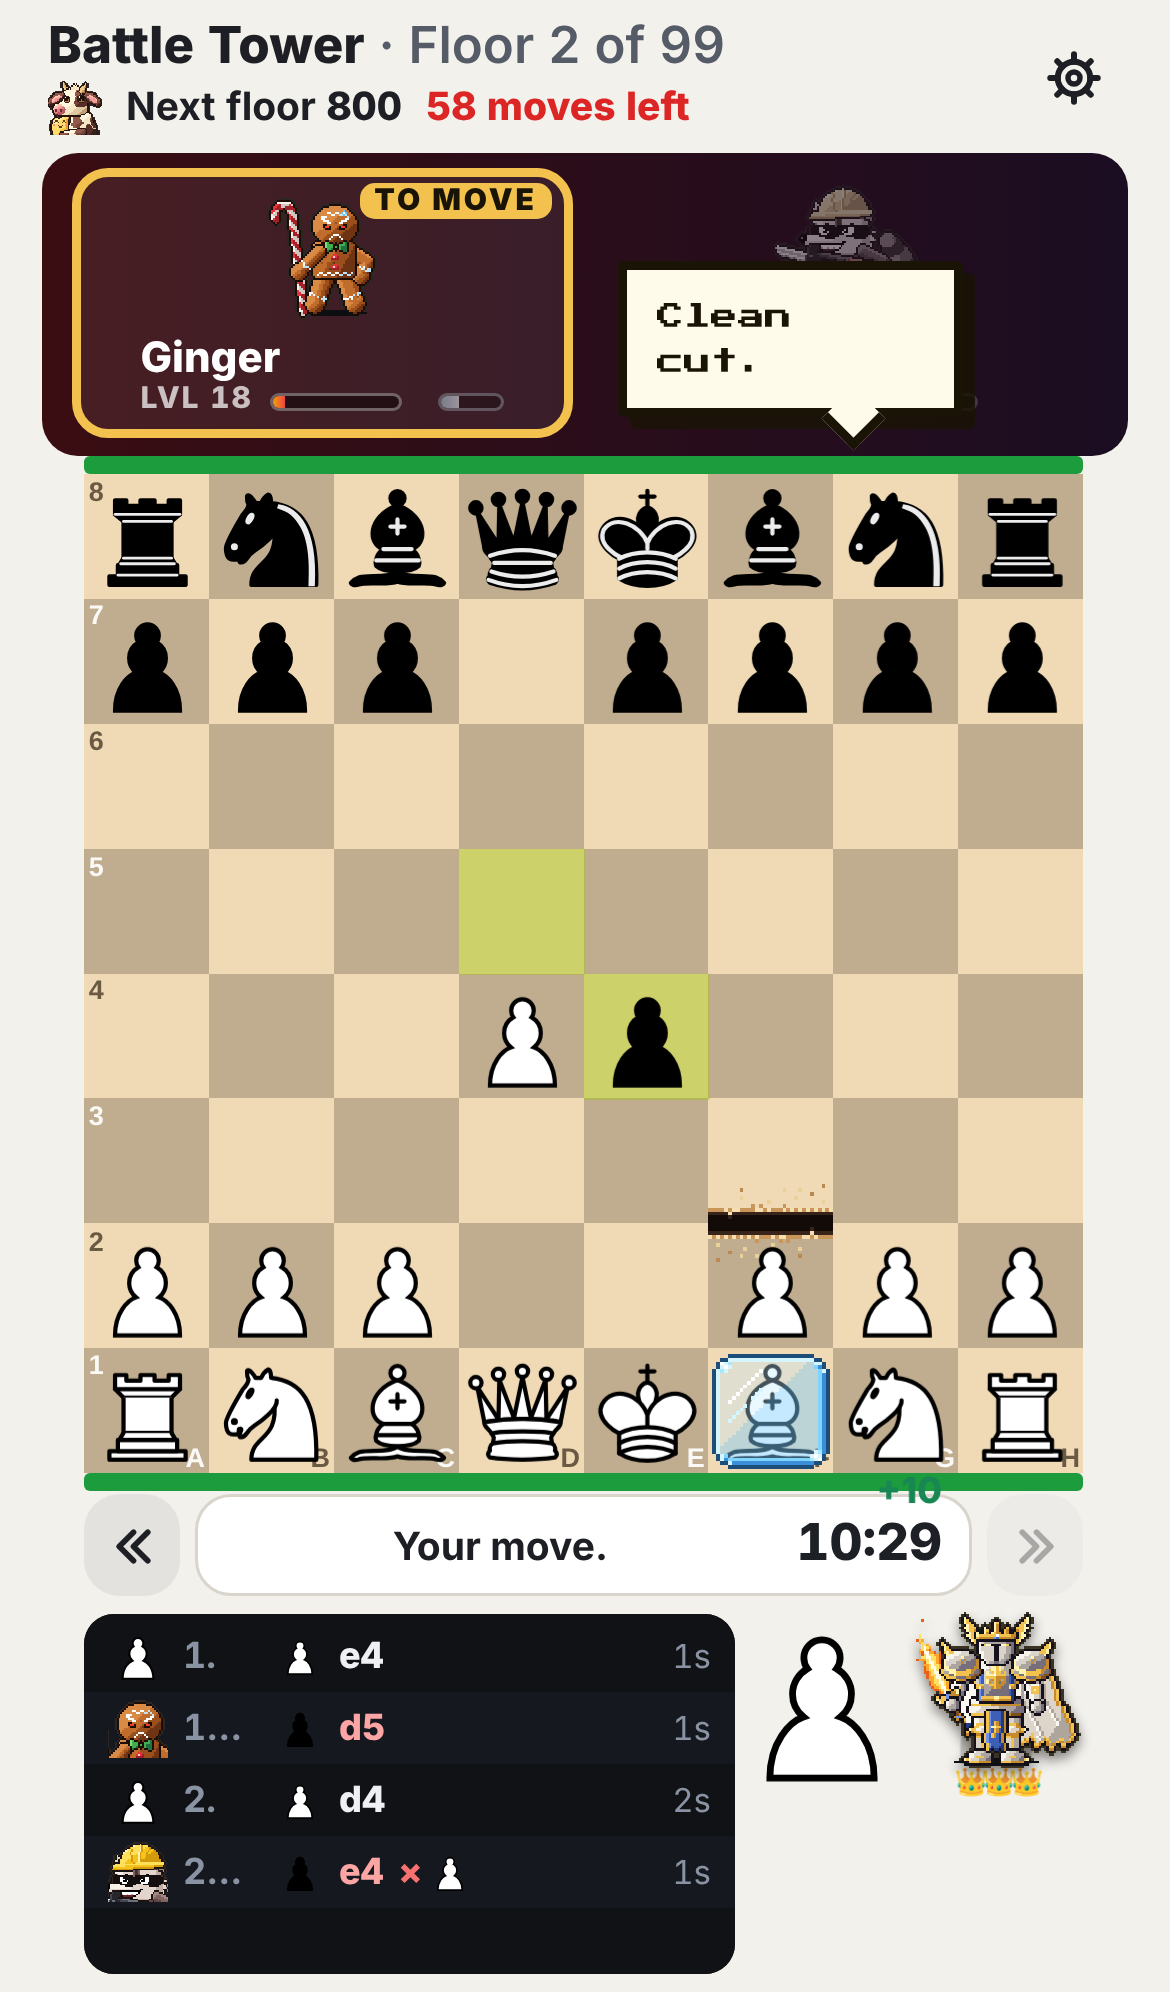 Battle Tower · Floor 2 of 99
Next floor 800 58 moves left
TO MOVE
Ginger
LVL 18
Clean
cut.
8
7
6
5
4
3
2
1
A B C D E G H
+10
Your move. 10:29
1. e4 1s
1... d5 1s
2. d4 2s
2... e4 × 1s